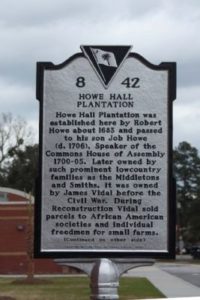 8 42
HOWE HALL
PLANTATION
Howe Hall Plantation was
established here by Robert
Howe about 1683 and passed
to his son Job Howe
(d. 1706), Speaker of the
Commons House of Assembly
1700-05. Later owned by
such prominent lowcountry
families as the Middletons
and Smiths, it was owned
by James Vidal before the
Civil War. During
Reconstruction Vidal sold
parcels to African American
societies and individual
freedmen for small farms.
(Continued on other side)